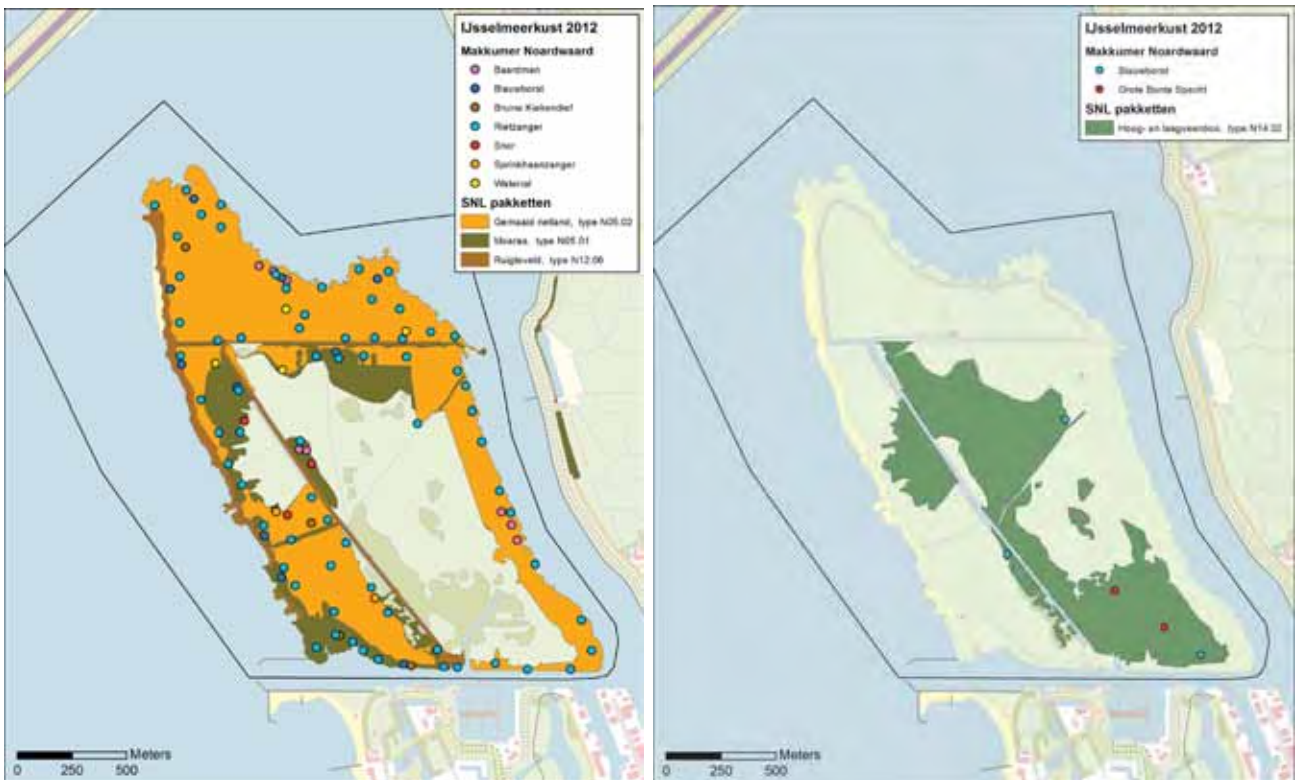 IJsselmeerkust 2012
Makkumer Noardwaard
Baardman
Blauwborst
Bruine Kiekendief
Rietzanger
Snor
Sprinkhaanzanger
Waterral
SNL pakketten
Gemaaid rietland, type N05.02
Moeras, type N05.01
Ruigteveld, type N12.06
Meters
0 250 500
IJsselmeerkust 2012
Makkumer Noardwaard
Blauwborst
Grote Bonte Specht
SNL pakketten
Hoog- en laagveenbos, type N14.02
Meters
0 250 500